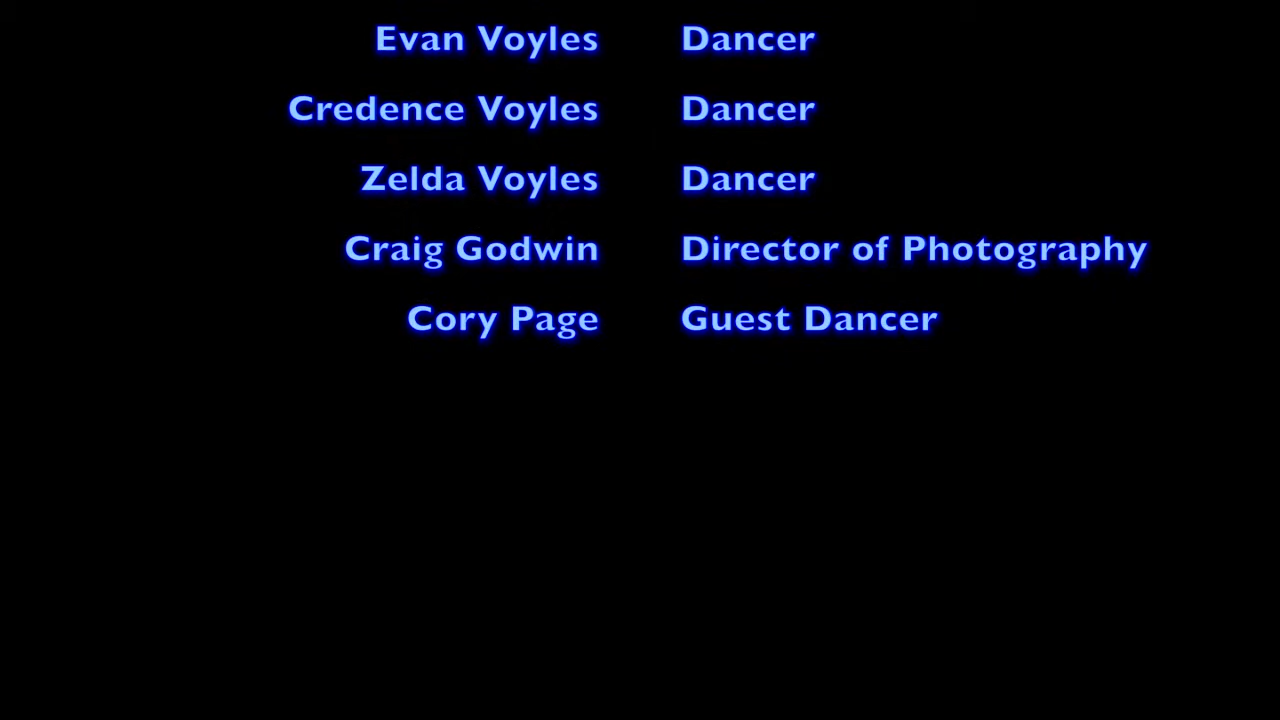 Evan Voyles Dancer
Credence Voyles Dancer
Zelda Voyles Dancer
Craig Godwin Director of Photography
Cory Page Guest Dancer